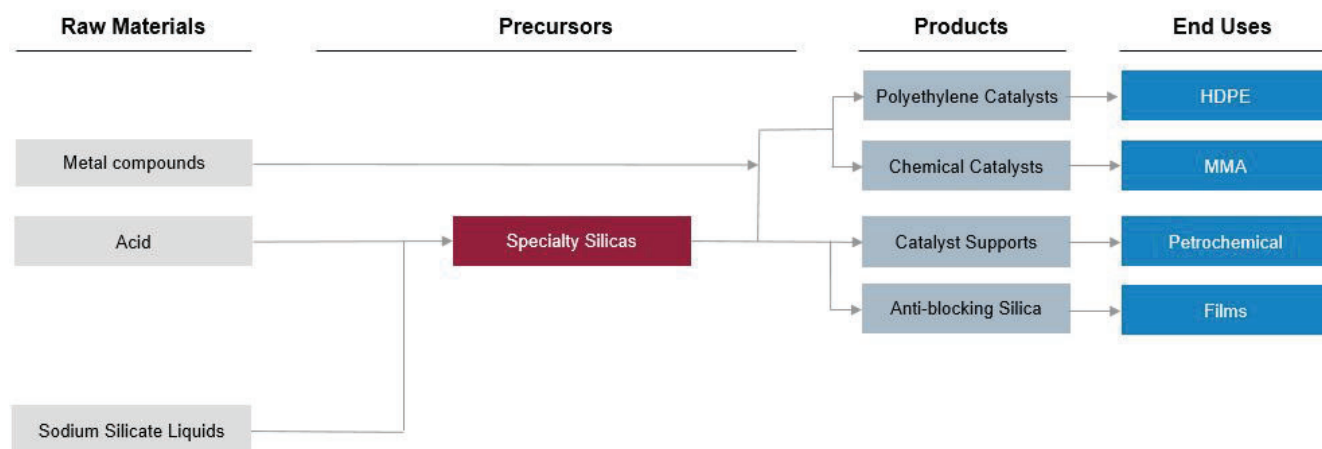 Raw Materials
Precursors
Products
End Uses
Polyethylene Catalysts
HDPE
Metal compounds
Chemical Catalysts
MMA
Acid
Specialty Silicas
Catalyst Supports
Petrochemical
Anti-blocking Silica
Films
Sodium Silicate Liquids